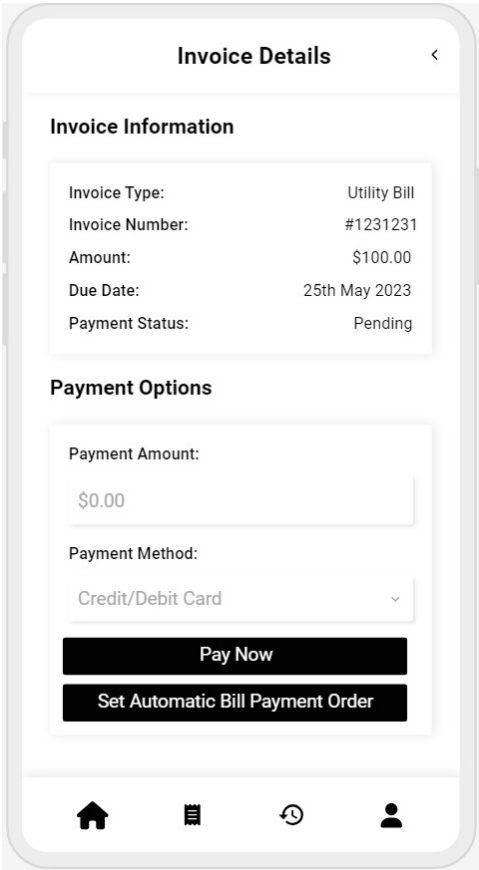 Invoice Details
Invoice Information
Invoice Type: Utility Bill
Invoice Number: #1231231
Amount: $100.00
Due Date: 25th May 2023
Payment Status: Pending
Payment Options
Payment Amount:
$0.00
Payment Method:
Credit/Debit Card
Pay Now
Set Automatic Bill Payment Order